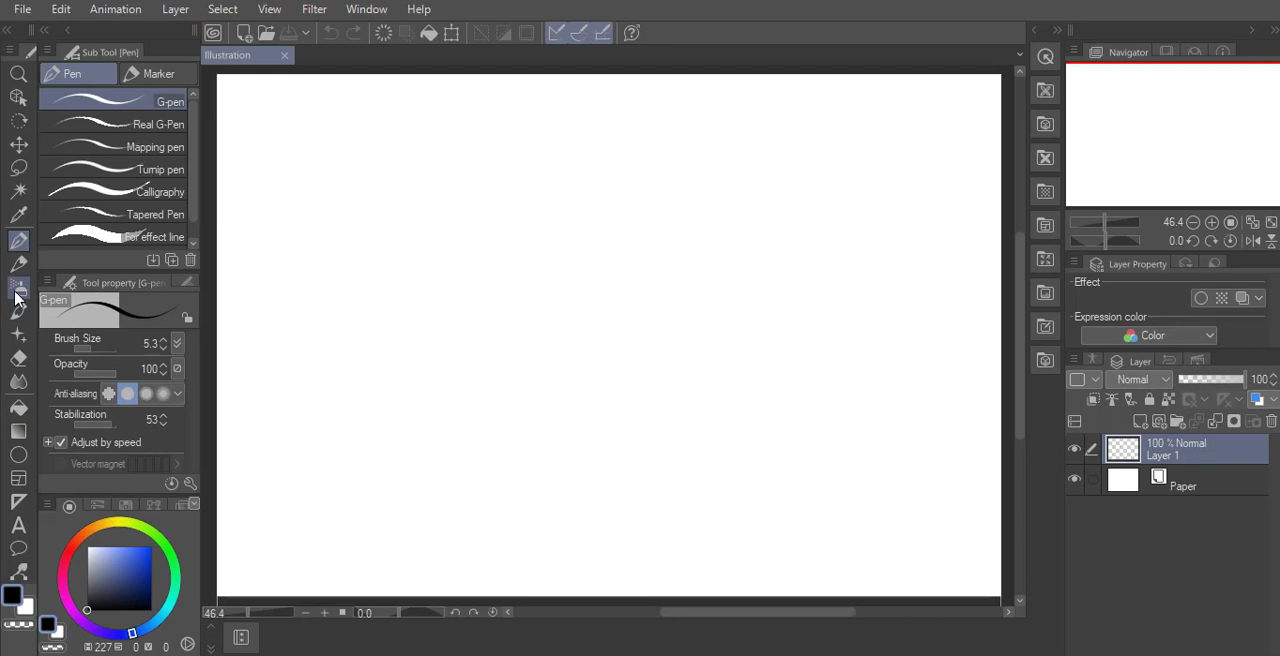 File Edit Animation Layer Select View Filter Window Help
Sub Tool [Pen]
Illustration
Navigator
Pen Marker
G-pen
Real G-Pen
Mapping pen
Turnip pen
Calligraphy
Tapered Pen
For effect line
46.4
0.0
Layer Property
Tool property [G-pen
Effect
G-pen
Expression color
Color
Brush Size 5.3
Opacity 100
Anti-aliasing
Stabilization 53
Adjust by speed
Vector magnet
Layer
Normal 100
100 % Normal
Layer 1
Paper
46.4 0.0
227 0 V 0
A